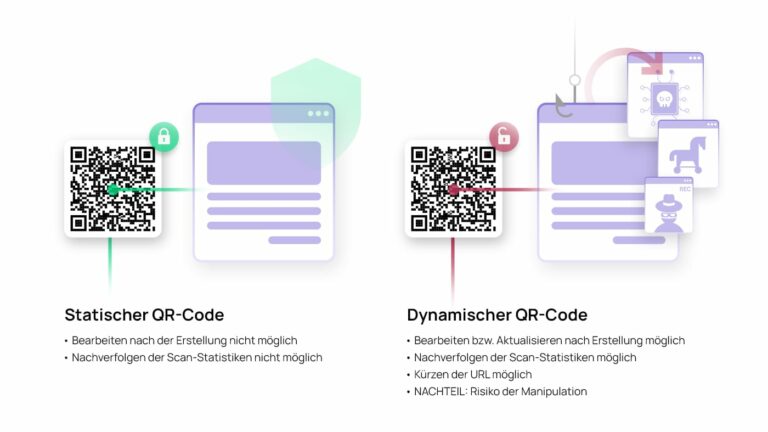 Statischer QR-Code
• Bearbeiten nach der Erstellung nicht möglich
• Nachverfolgen der Scan-Statistiken nicht möglich
REC
Dynamischer QR-Code
• Bearbeiten bzw. Aktualisieren nach Erstellung möglich
• Nachverfolgen der Scan-Statistiken möglich
• Kürzen der URL möglich
• NACHTEIL: Risiko der Manipulation